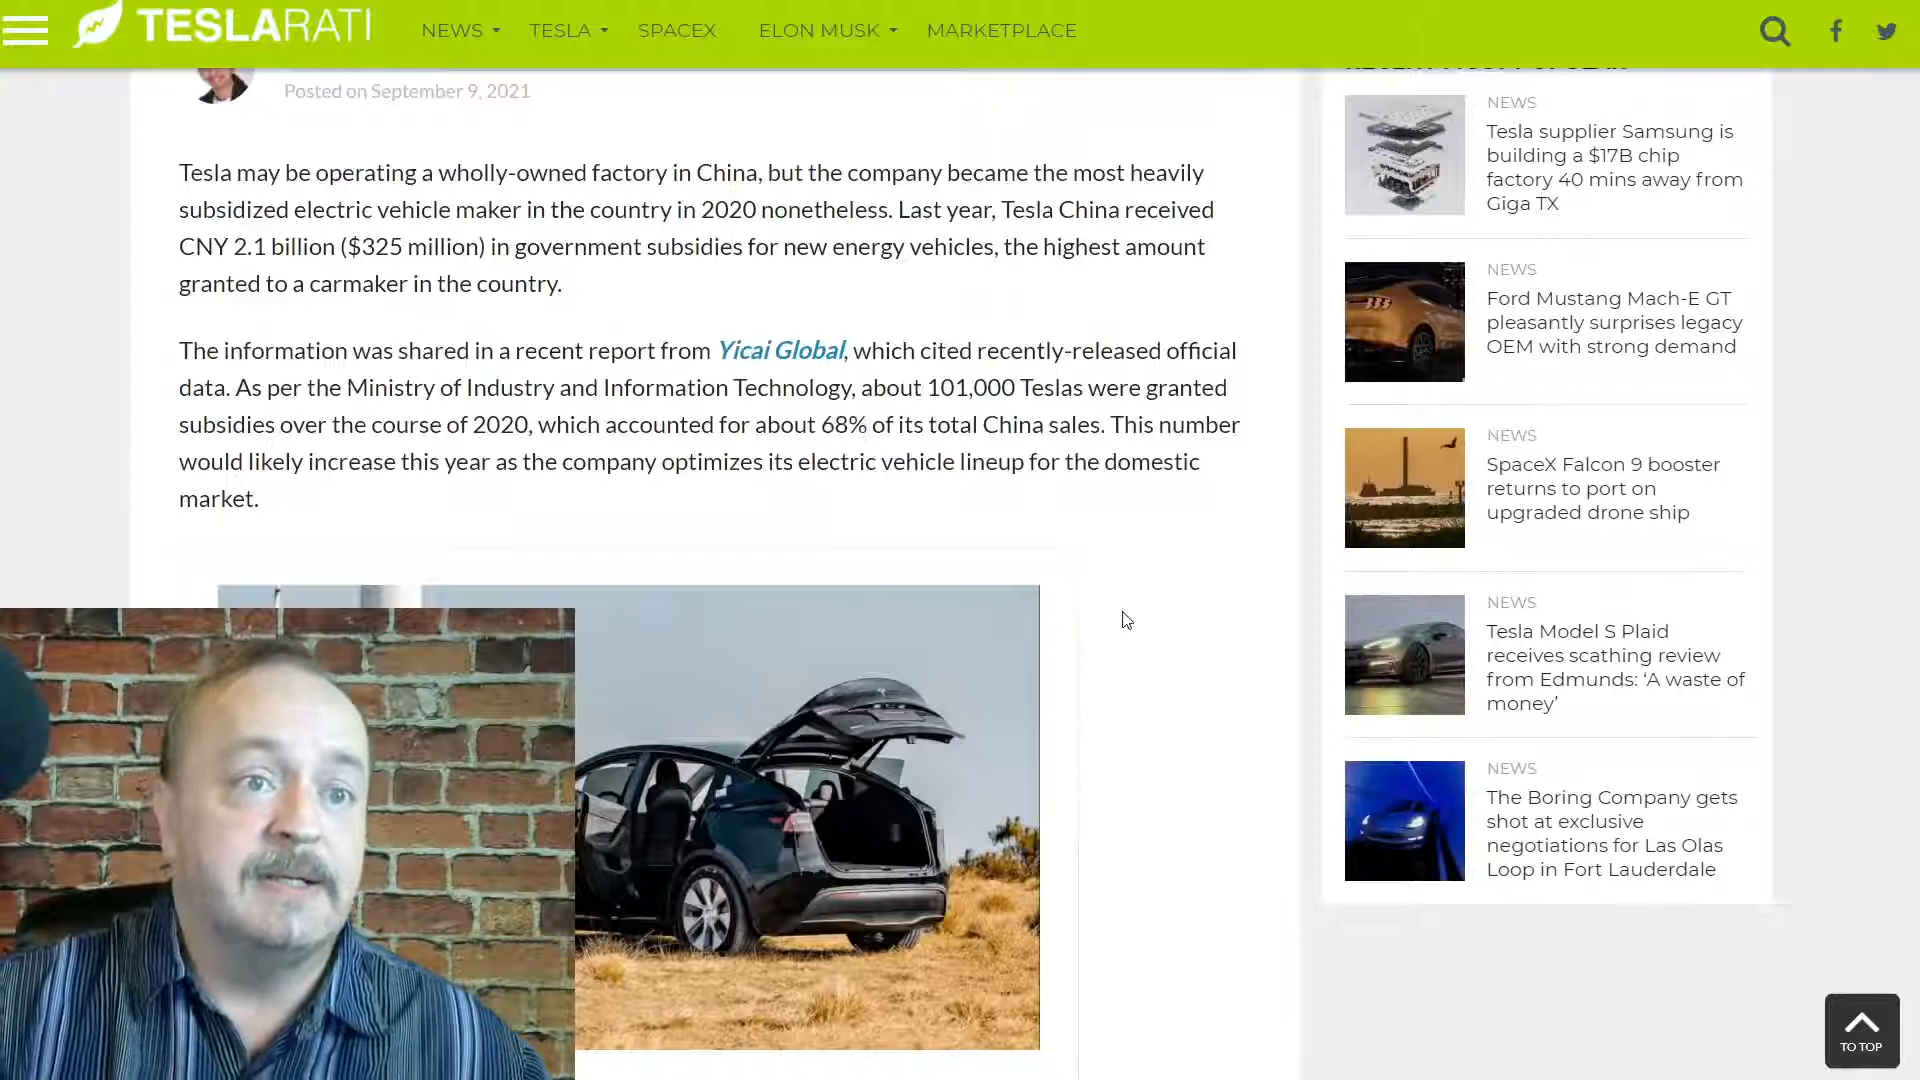 TESLARATI
NEWS
TESLA
SPACEX
ELON MUSK
MARKETPLACE
Posted on September 9, 2021
Tesla may be operating a wholly-owned factory in China, but the company became the most heavily
subsidized electric vehicle maker in the country in 2020 nonetheless. Last year, Tesla China received
CNY 2.1 billion ($325 million) in government subsidies for new energy vehicles, the highest amount
granted to a carmaker in the country.
The information was shared in a recent report from Yicai Global, which cited recently-released official
data. As per the Ministry of Industry and Information Technology, about 101,000 Teslas were granted
subsidies over the course of 2020, which accounted for about 68% of its total China sales. This number
would likely increase this year as the company optimizes its electric vehicle lineup for the domestic
market.
NEWS
Tesla supplier Samsung is
building a $17B chip
factory 40 mins away from
Giga TX
NEWS
Ford Mustang Mach-E GT
pleasantly surprises legacy
OEM with strong demand
NEWS
SpaceX Falcon 9 booster
returns to port on
upgraded drone ship
NEWS
Tesla Model S Plaid
receives scathing review
from Edmunds: ‘A waste of
money’
NEWS
The Boring Company gets
shot at exclusive
negotiations for Las Olas
Loop in Fort Lauderdale
TO TOP